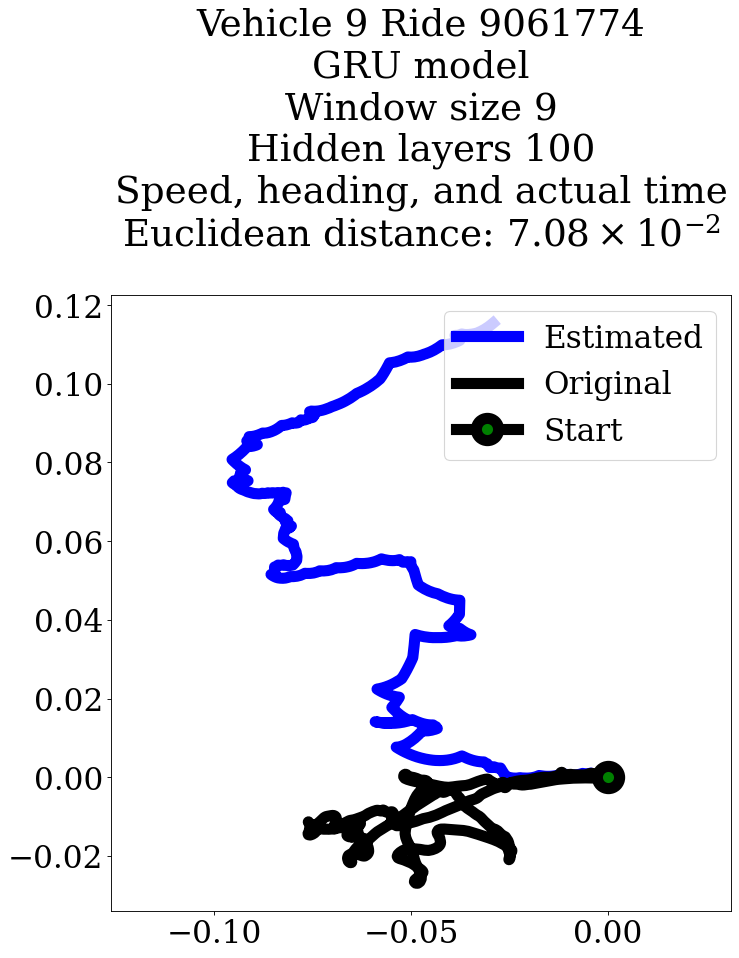 Vehicle 9 Ride 9061774
GRU model
Window size 9
Hidden layers 100
Speed, heading, and actual time
Euclidean distance: 7.08 × 10⁻²
0.12
0.10
0.08
0.06
0.04
0.02
0.00
−0.02
Estimated
Original
Start
−0.10
−0.05
0.00